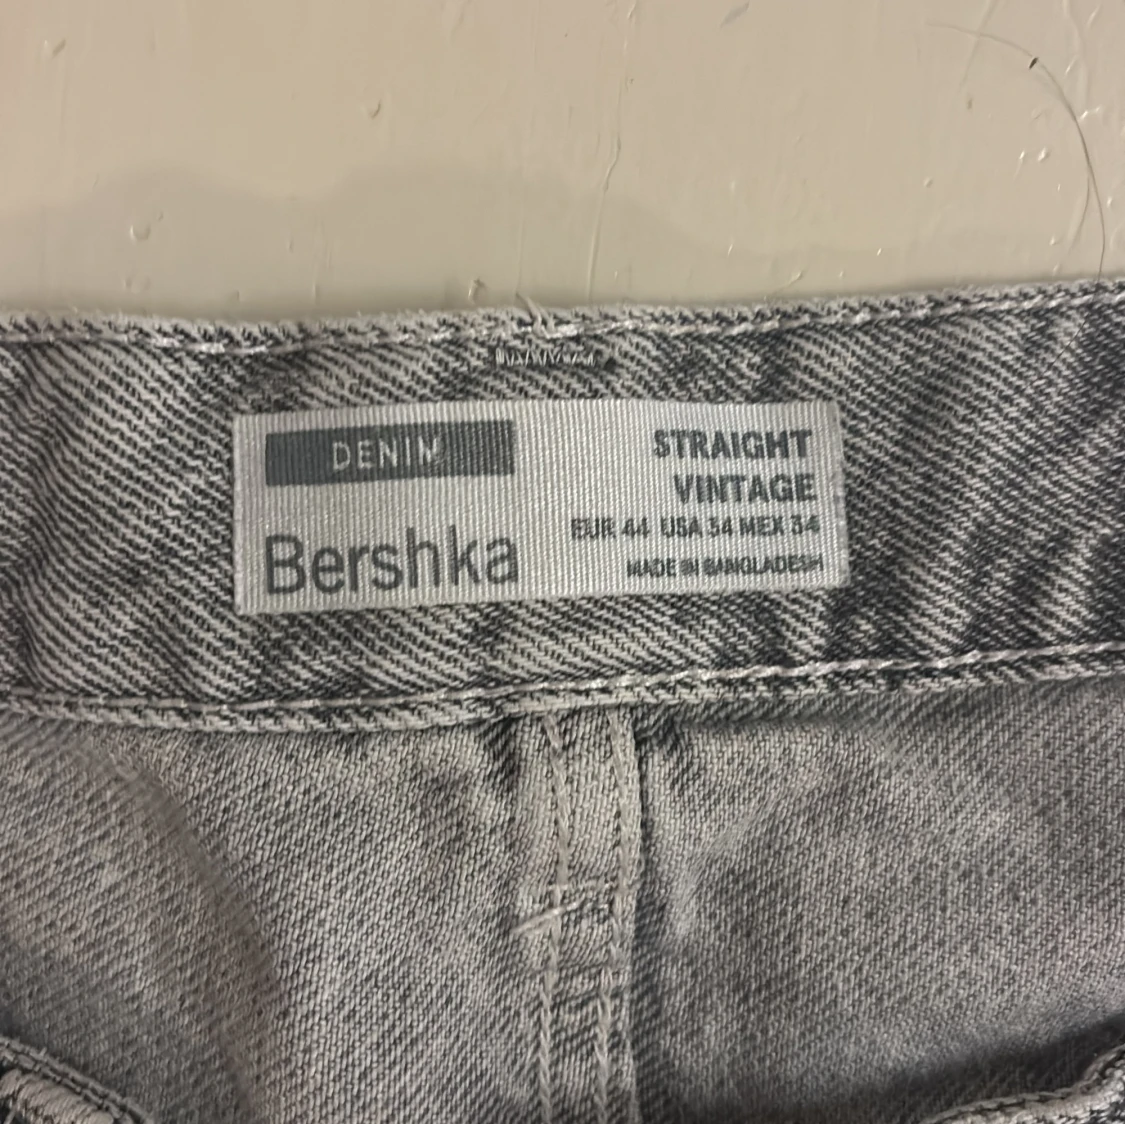 DENIM
Bershka
STRAIGHT
VINTAGE
EUR 44 USA 34 MEX 34
MADE IN BANGLADESH